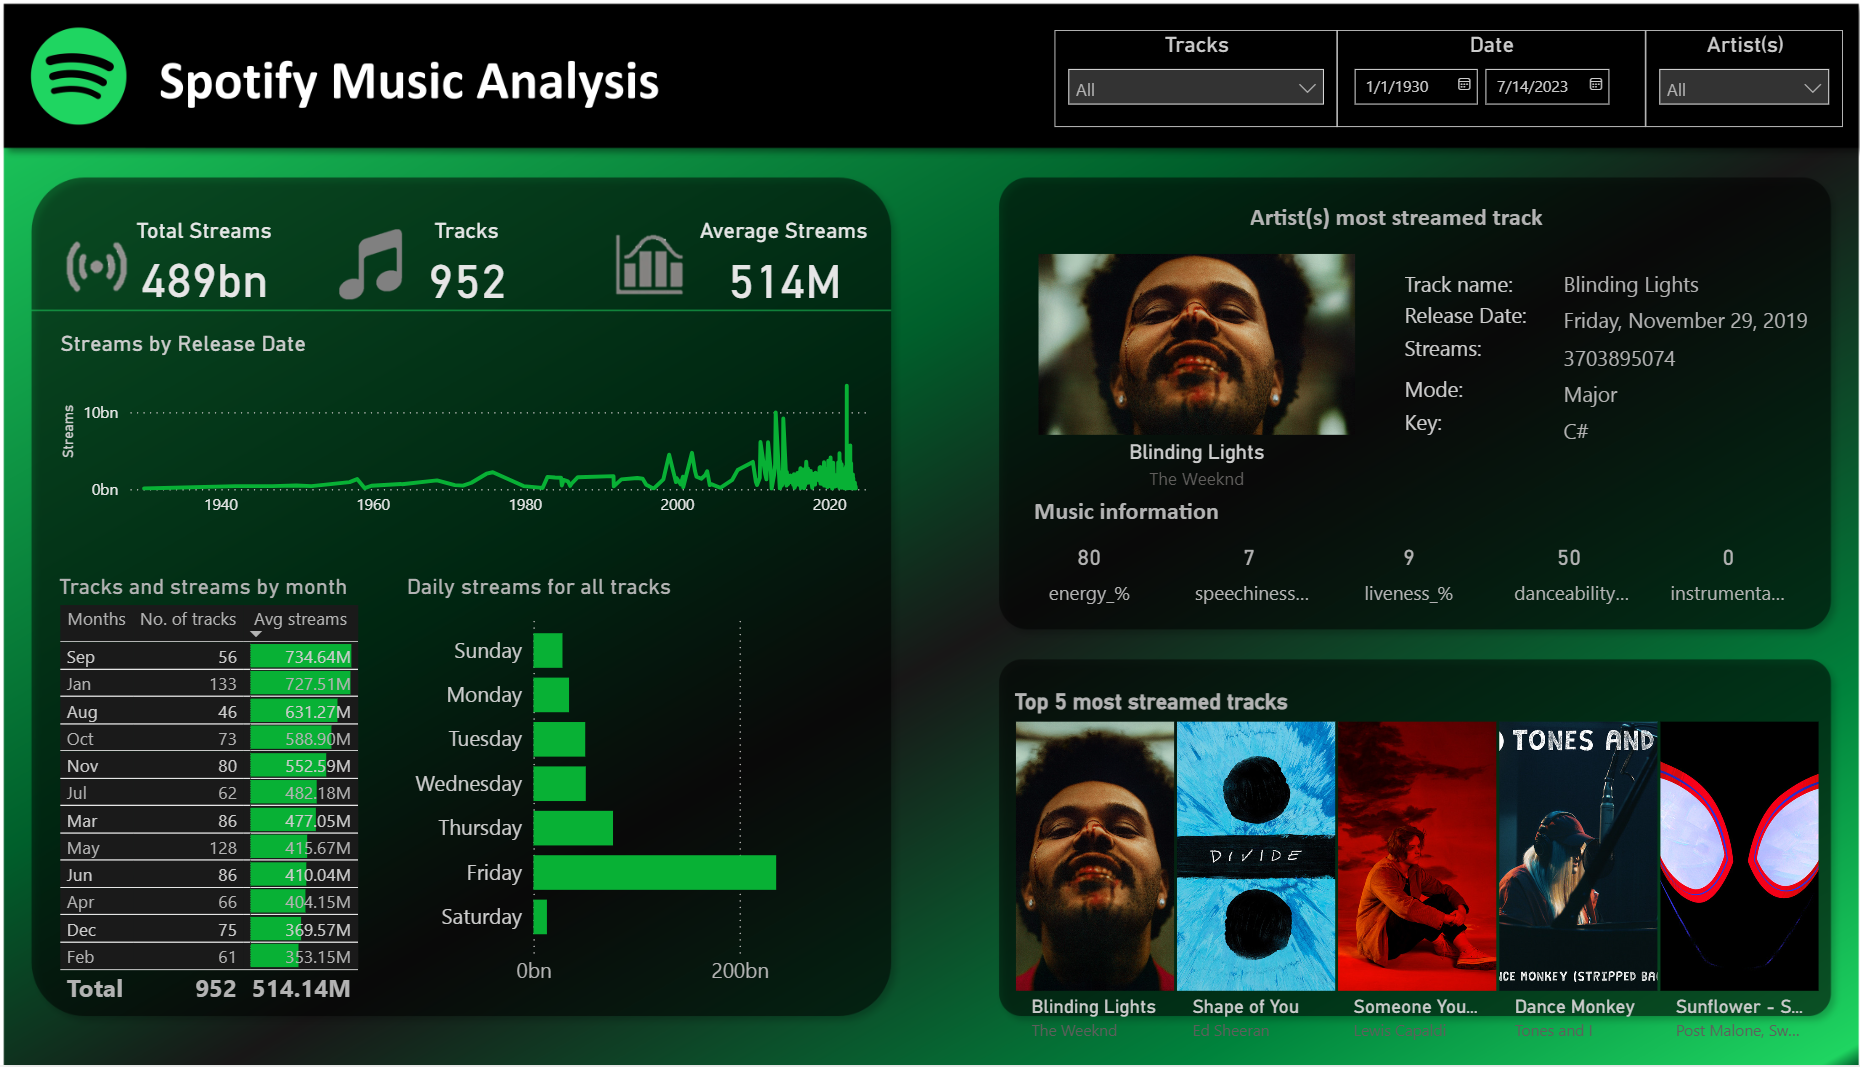 Spotify Music Analysis
Tracks
All
Date
1/1/1930
7/14/2023
Artist(s)
All
Total Streams
489bn
Tracks
952
Average Streams
514M
Streams by Release Date
Streams
10bn
0bn
1940 1960 1980 2000 2020
Tracks and streams by month
Months No. of tracks Avg streams
Sep 56 734.64M
Jan 133 727.51M
Aug 46 631.27M
Oct 73 588.90M
Nov 80 552.59M
Jul 62 482.18M
Mar 86 477.05M
May 128 415.67M
Jun 86 410.04M
Apr 66 404.15M
Dec 75 369.57M
Feb 61 353.15M
Total 952 514.14M
Daily streams for all tracks
Sunday
Monday
Tuesday
Wednesday
Thursday
Friday
Saturday
0bn 200bn
Artist(s) most streamed track
Blinding Lights
The Weeknd
Track name: Blinding Lights
Release Date: Friday, November 29, 2019
Streams: 3703895074
Mode: Major
Key: C#
Music information
80 7 9 50 0
energy_% speechiness... liveness_% danceability... instrumenta...
Top 5 most streamed tracks
DIVIDE
) TONES AND
NCE MONKEY (STRIPPED BA
Blinding Lights Shape of You Someone You... Dance Monkey Sunflower - S...
The Weeknd Ed Sheeran Lewis Capaldi Tones and I Post Malone, Sw...